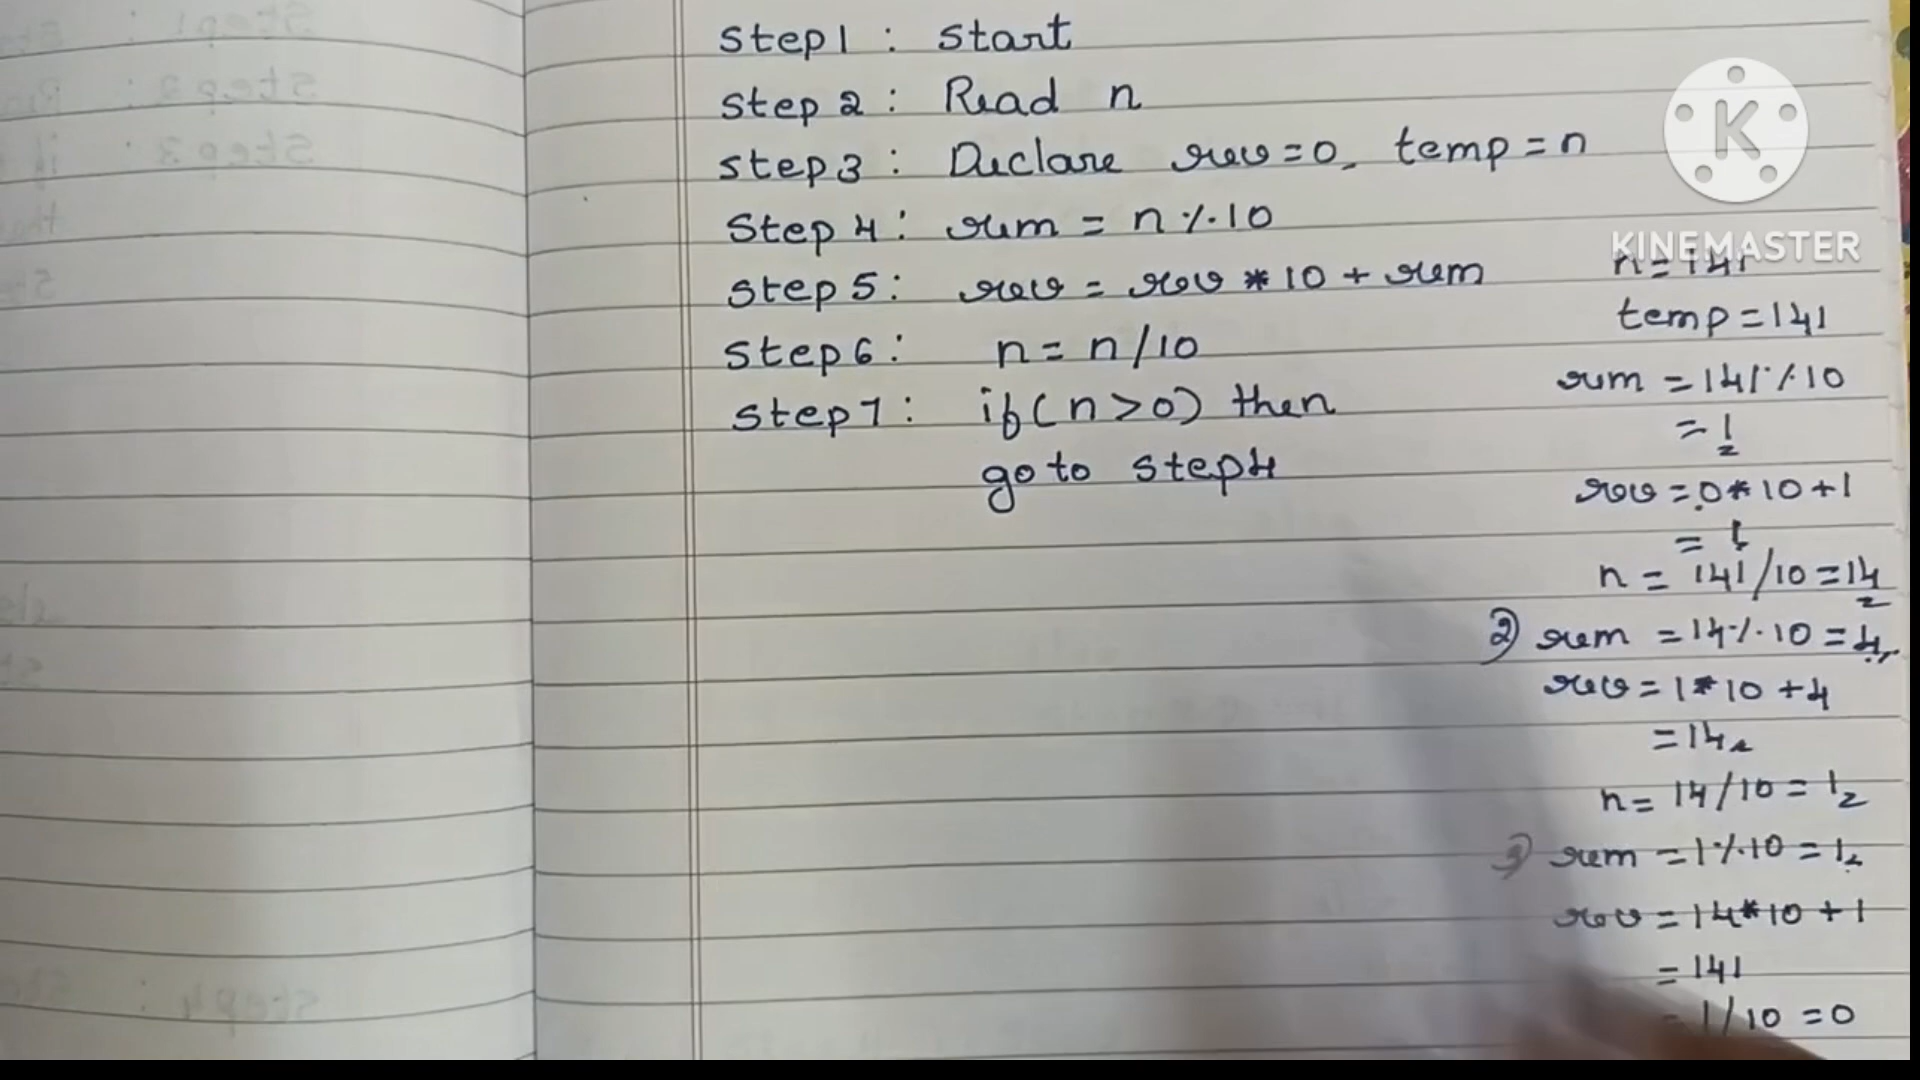 step1 : start
step 2 : Read n
step3 : Declare rev=0, temp=n
step 4 : rem = n%10
step5 : rev = rev * 10 + rem
step6 : n = n/10
step7 : if(n>0) then
go to step4
K
KINEMASTER
n=141
temp=141
rem = 141%10
= 1
rev = 0*10+1
= 1
n = 141/10=14
2) rem = 14%10=4
rev = 1*10+4
=14
n= 14/10=1
3) rem = 1%10=1
rev = 14*10+1
= 141
= 1/10 =0